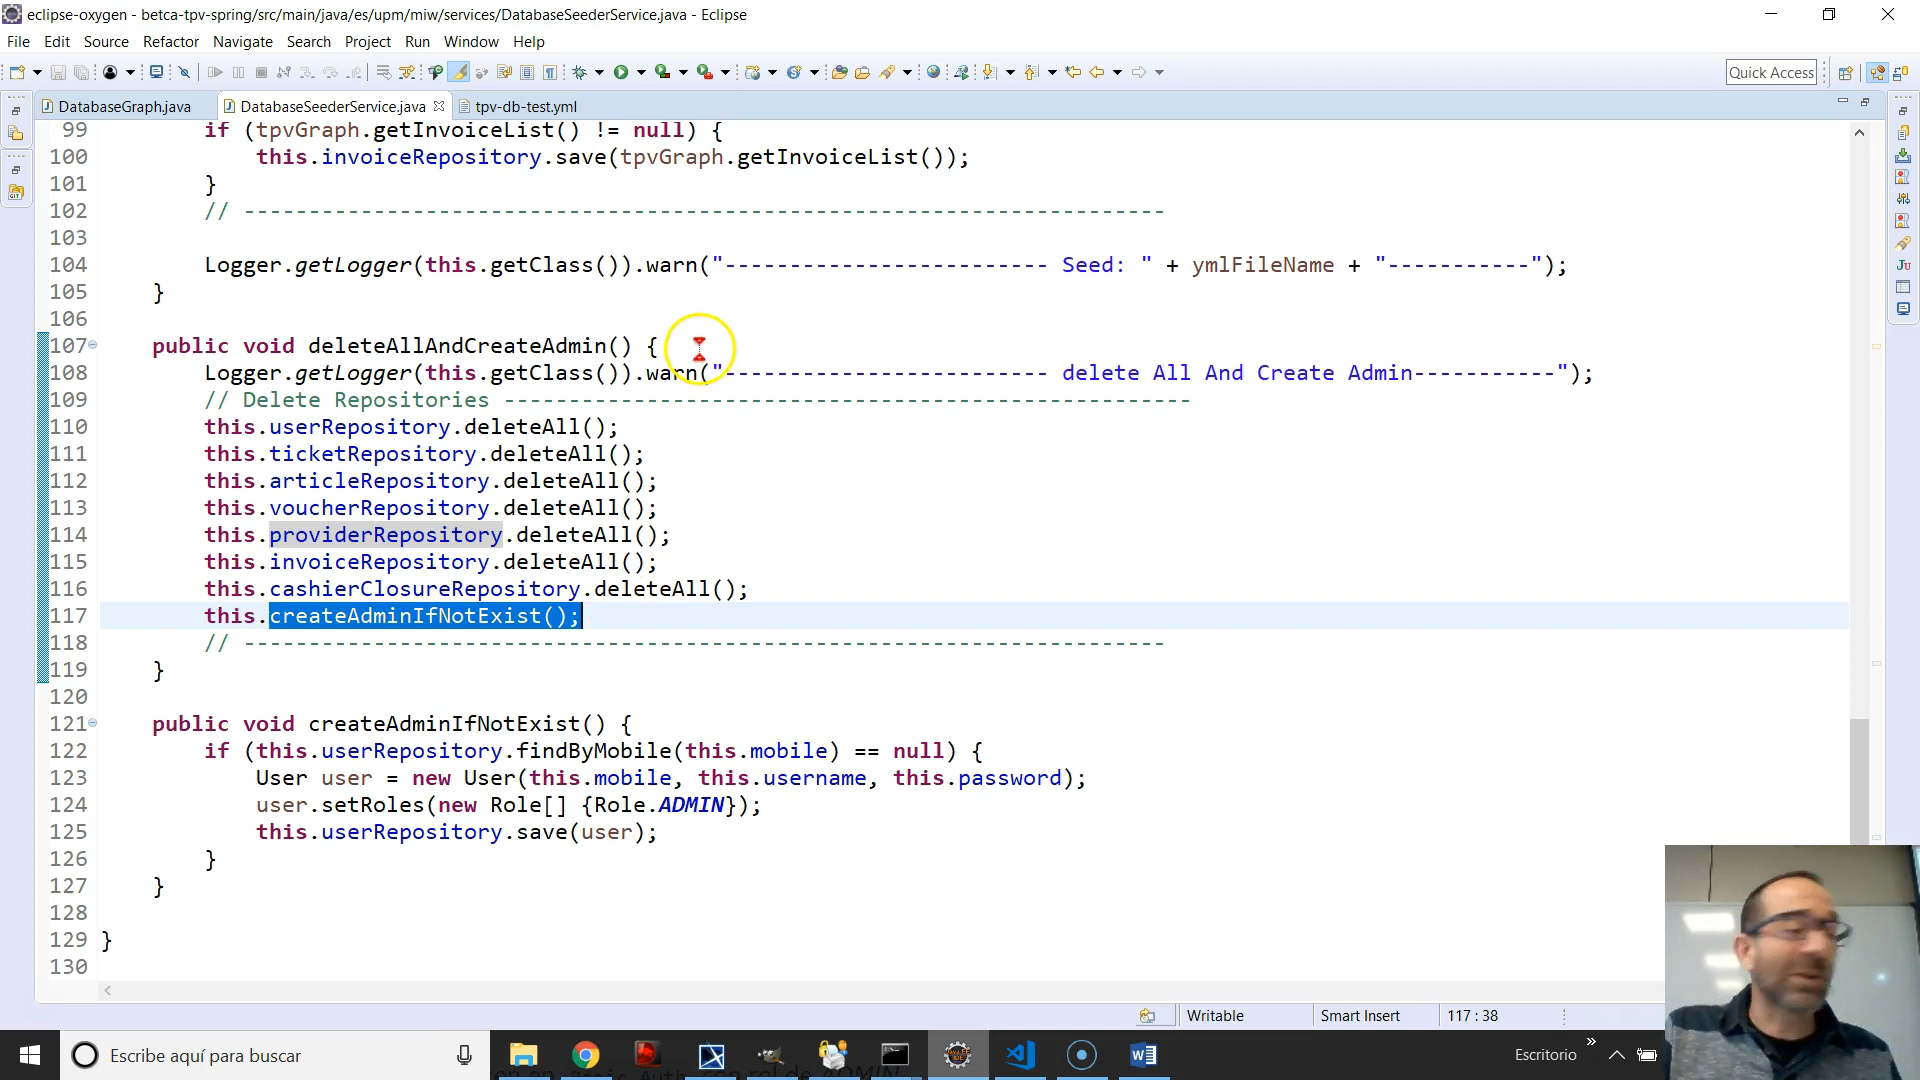 eclipse-oxygen - betca-tpv-spring/src/main/java/es/upm/miw/services/DatabaseSeederService.java - Eclipse
File Edit Source Refactor Navigate Search Project Run Window Help
Quick Access
DatabaseGraph.java DatabaseSeederService.java tpv-db-test.yml
99 if (tpvGraph.getInvoiceList() != null) {
100 this.invoiceRepository.save(tpvGraph.getInvoiceList());
101 }
102 // -----------------------------------------------------------------------
103
104 Logger.getLogger(this.getClass()).warn("------------------------- Seed: " + ymlFileName + "-----------");
105 }
106
107 public void deleteAllAndCreateAdmin() {
108 Logger.getLogger(this.getClass()).warn("------------------------- delete All And Create Admin-----------");
109 // Delete Repositories -----------------------------------------------------
110 this.userRepository.deleteAll();
111 this.ticketRepository.deleteAll();
112 this.articleRepository.deleteAll();
113 this.voucherRepository.deleteAll();
114 this.providerRepository.deleteAll();
115 this.invoiceRepository.deleteAll();
116 this.cashierClosureRepository.deleteAll();
117 this.createAdminIfNotExist();
118 // -----------------------------------------------------------------------
119 }
120
121 public void createAdminIfNotExist() {
122 if (this.userRepository.findByMobile(this.mobile) == null) {
123 User user = new User(this.mobile, this.username, this.password);
124 user.setRoles(new Role[] {Role.ADMIN});
125 this.userRepository.save(user);
126 }
127 }
128
129 }
130
Writable Smart Insert 117 : 38
Escribe aquí para buscar
Escritorio